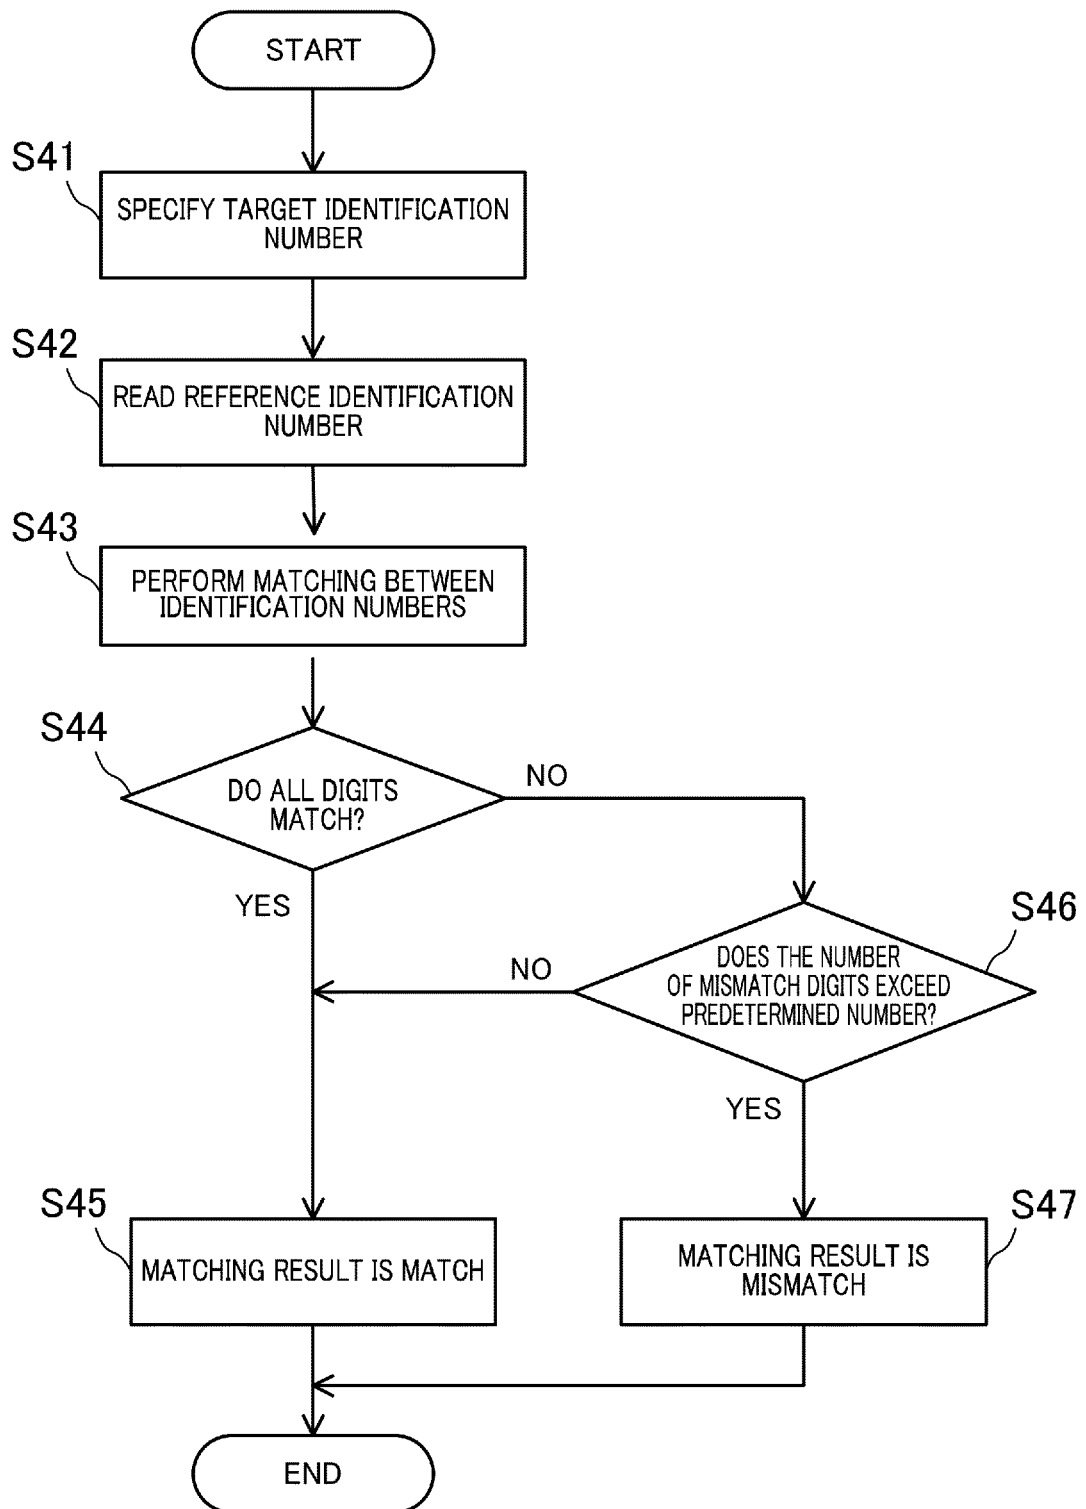 START
S41
SPECIFY TARGET IDENTIFICATION
NUMBER
S42
READ REFERENCE IDENTIFICATION
NUMBER
S43
PERFORM MATCHING BETWEEN
IDENTIFICATION NUMBERS
S44
DO ALL DIGITS
MATCH?
NO
YES
S46
DOES THE NUMBER
OF MISMATCH DIGITS EXCEED
PREDETERMINED NUMBER?
NO
YES
S45
MATCHING RESULT IS MATCH
S47
MATCHING RESULT IS
MISMATCH
END